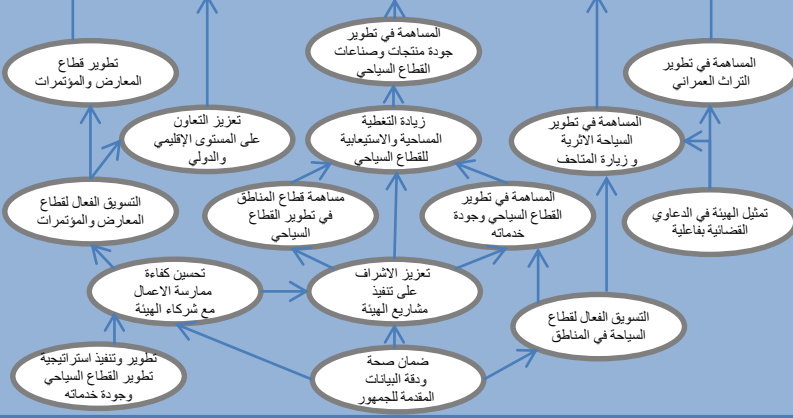 المساهمة في تطوير
جودة منتجات وصناعات
القطاع السياحي
تطوير قطاع
المعارض والمؤتمرات
المساهمة في تطوير
التراث العمراني
تعزيز التعاون
على المستوى الإقليمي
والدولي
زيادة التغطية
المساحية والاستيعابية
للقطاع السياحي
المساهمة في تطوير
السياحة الاثرية
و زيارة المتاحف
التسويق الفعال لقطاع
المعارض والمؤتمرات
مساهمة قطاع المناطق
في تطوير القطاع
السياحي
المساهمة في تطوير
القطاع السياحي وجودة
خدماته
تمثيل الهيئة في الدعاوي
القضائية بفاعلية
تحسين كفاءة
ممارسة الاعمال
مع شركاء الهيئة
تعزيز الاشراف
على تنفيذ
مشاريع الهيئة
التسويق الفعال لقطاع
السياحة في المناطق
تطوير وتنفيذ استراتيجية
تطوير القطاع السياحي
وجودة خدماته
ضمان صحة
ودقة البيانات
المقدمة للجمهور